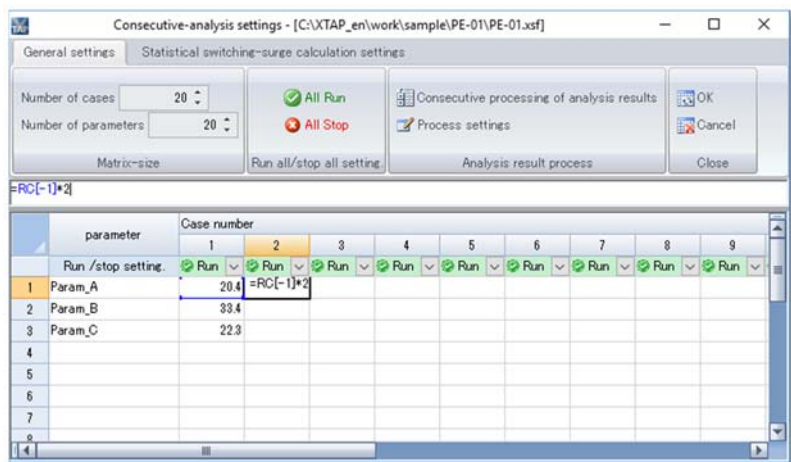 XTAP Consecutive-analysis settings - [C:\XTAP_en\work\sample\PE-01\PE-01.xsf]
General settings Statistical switching-surge calculation settings
Number of cases 20 All Run Consecutive processing of analysis results OK
Number of parameters 20 All Stop Process settings Cancel
Matrix-size Run all/stop all setting. Analysis result process Close
=RC[-1]*2
parameter Case number
1 2 3 4 5 6 7 8 9
Run /stop setting. Run Run Run Run Run Run Run Run Run
1 Param_A 20.4 =RC[-1]*2
2 Param_B 33.4
3 Param_C 22.3
4
5
6
7
8